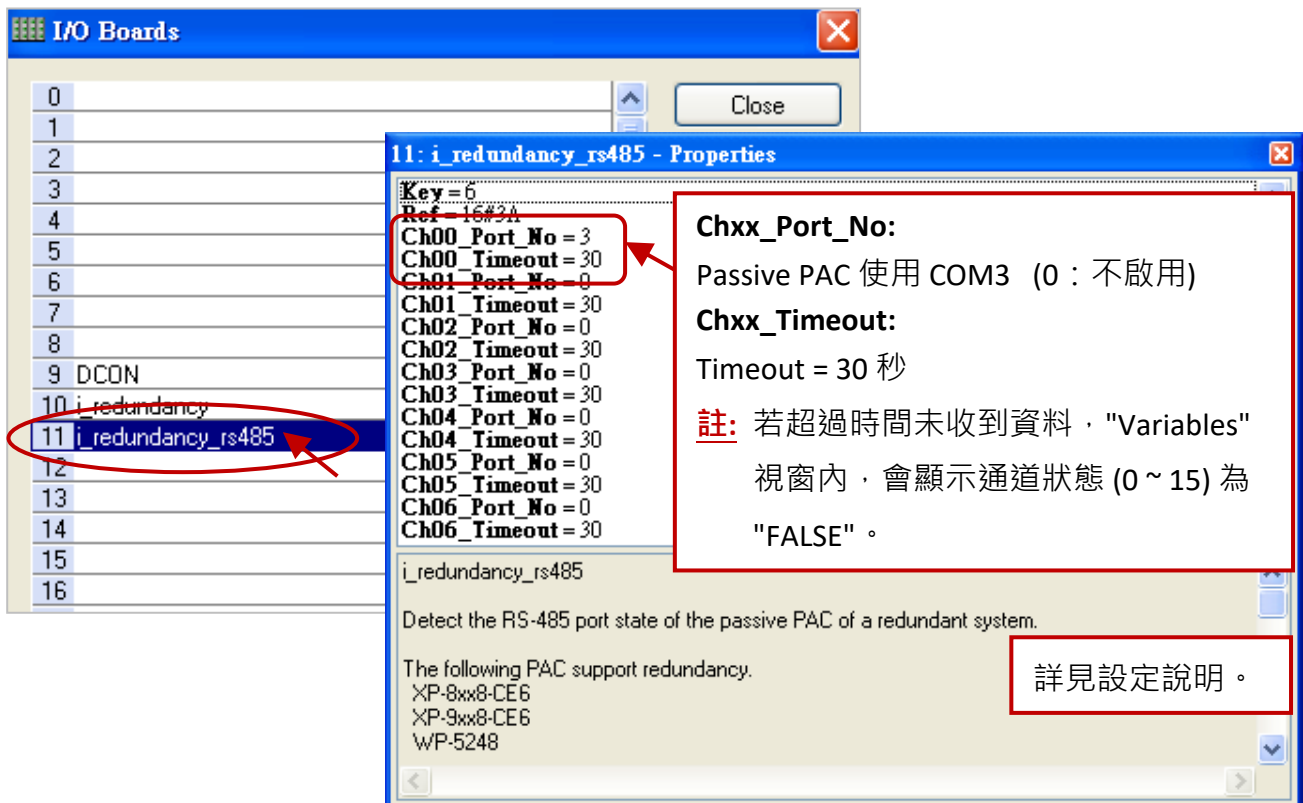 I/O Boards
0
1
2
3
4
5
6
7
8
9 DCON
10 i_redundancy
11 i_redundancy_rs485
12
13
14
15
16
Close
11: i_redundancy_rs485 - Properties
Key = 6
Ref = 16#3A
Ch00_Port_No = 3
Ch00_Timeout = 30
Ch01_Port_No = 0
Ch01_Timeout = 30
Ch02_Port_No = 0
Ch02_Timeout = 30
Ch03_Port_No = 0
Ch03_Timeout = 30
Ch04_Port_No = 0
Ch04_Timeout = 30
Ch05_Port_No = 0
Ch05_Timeout = 30
Ch06_Port_No = 0
Ch06_Timeout = 30
Chxx_Port_No:
Passive PAC 使用 COM3 (0：不啟用)
Chxx_Timeout:
Timeout = 30 秒
註: 若超過時間未收到資料，"Variables"
視窗內，會顯示通道狀態 (0 ~ 15) 為
"FALSE"。
i_redundancy_rs485
Detect the RS-485 port state of the passive PAC of a redundant system.
The following PAC support redundancy.
XP-8xx8-CE6
XP-9xx8-CE6
WP-5248
詳見設定說明。